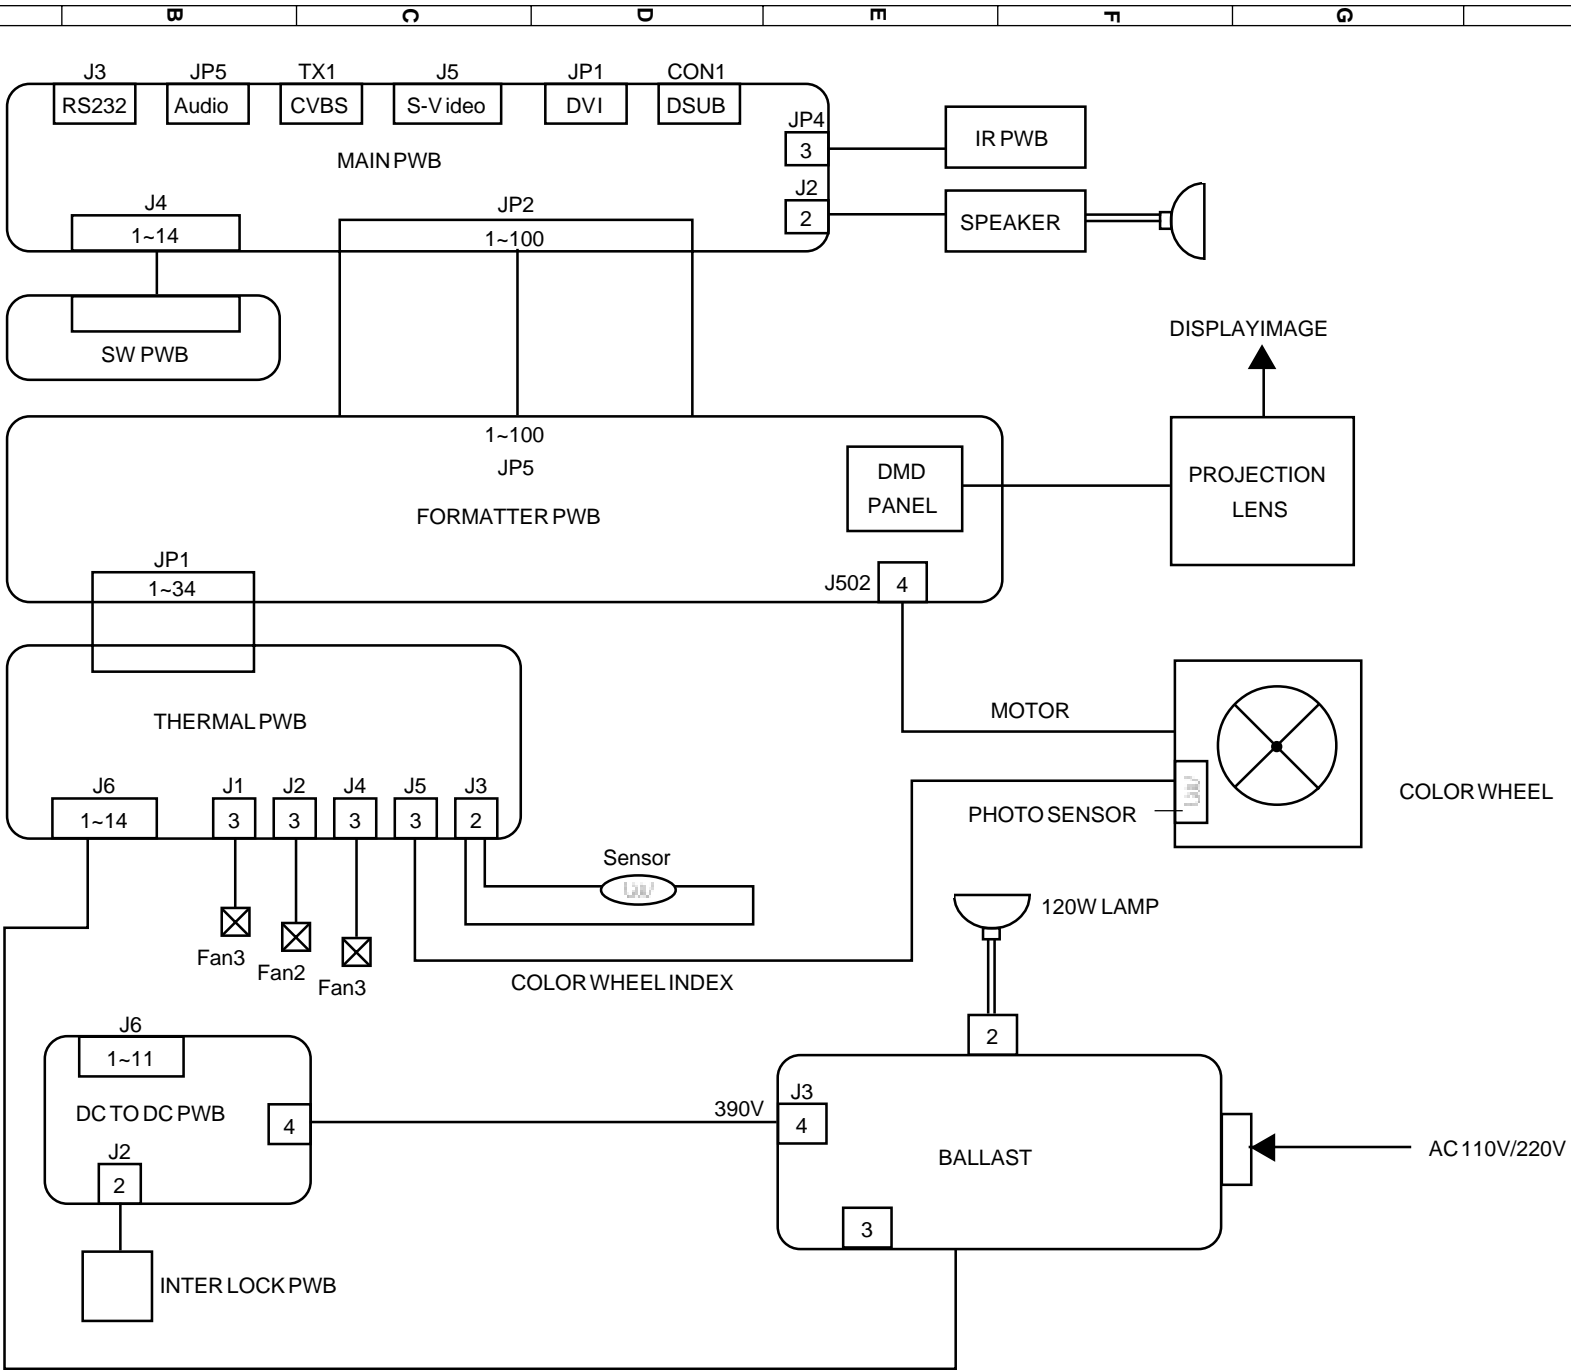 B C D E F G
J3 JP5 TX1 J5 JP1 CON1
RS232 Audio CVBS S-Video DVI DSUB
JP4
3
IR PWB
MAIN PWB
J2
2
SPEAKER
J4
1~14
JP2
1~100
SW PWB
DISPLAY IMAGE
1~100
JP5
FORMATTER PWB
DMD
PANEL
PROJECTION
LENS
JP1
1~34
J502 4
THERMAL PWB
MOTOR
J6 J1 J2 J4 J5 J3
1~14 3 3 3 3 2
PHOTO SENSOR
COLOR WHEEL
Sensor
120W LAMP
Fan3
Fan2
Fan3
COLOR WHEEL INDEX
J6
1~11
2
DC TO DC PWB
4
390V
J3
4
J2
2
BALLAST
AC 110V/220V
3
INTER LOCK PWB